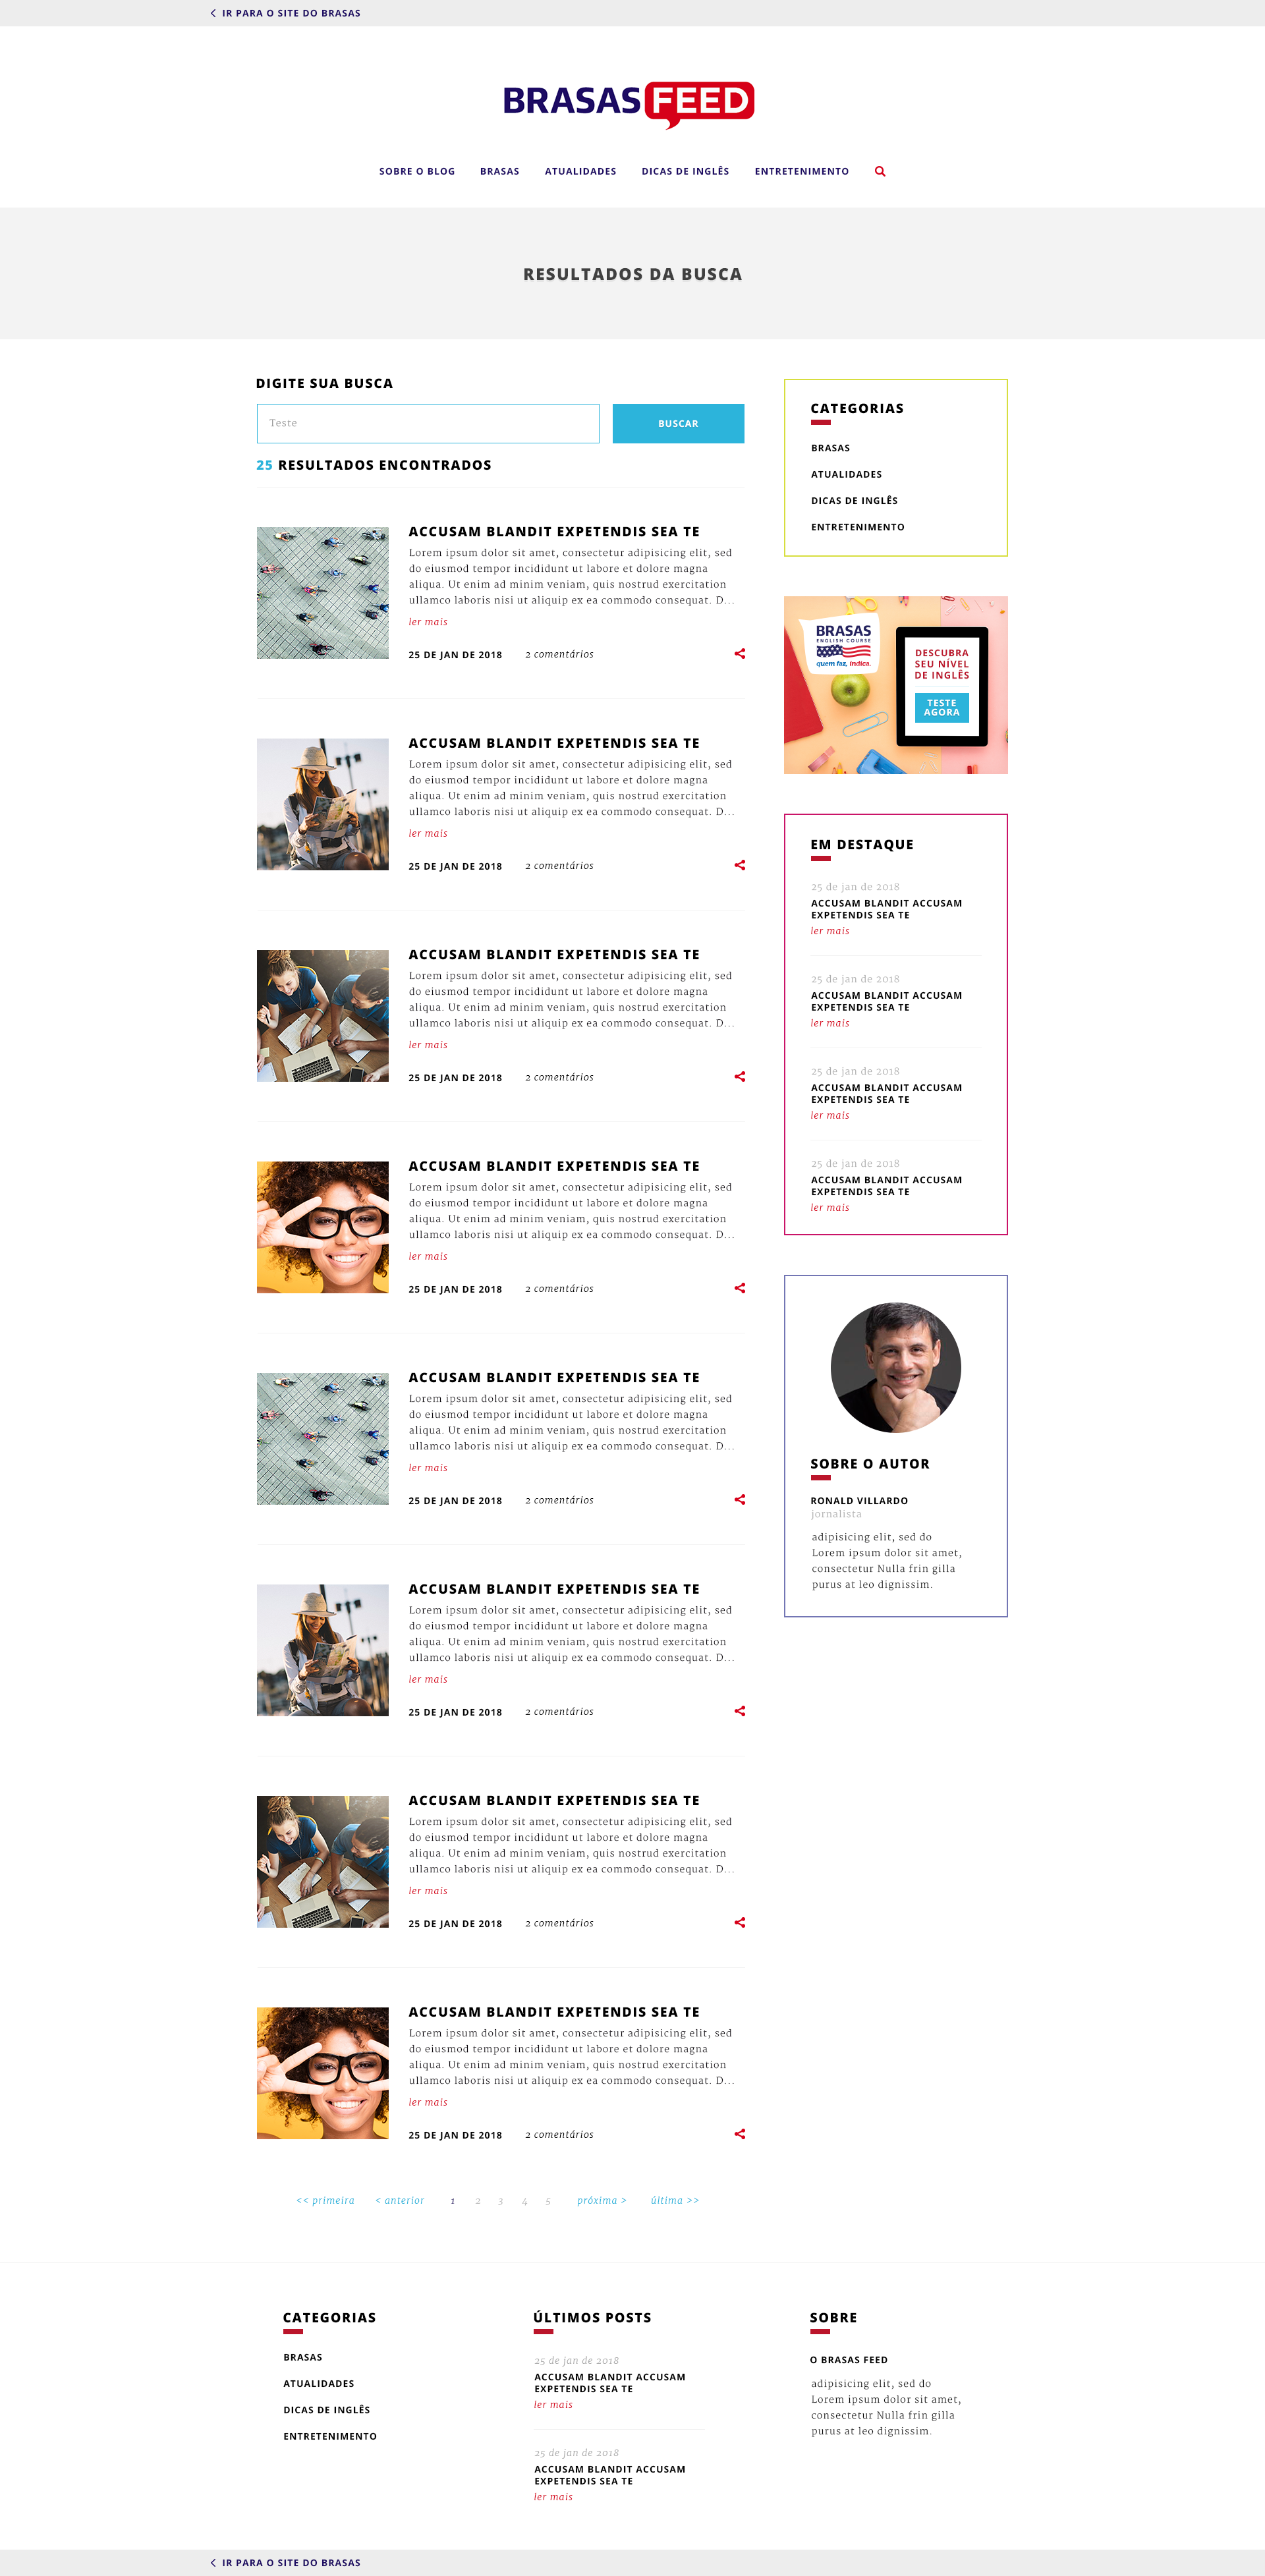 IR PARA O SITE DO BRASAS
BRASAS FEED
SOBRE O BLOG BRASAS ATUALIDADES DICAS DE INGLÊS ENTRETENIMENTO
RESULTADOS DA BUSCA
DIGITE SUA BUSCA
Teste
BUSCAR
25 RESULTADOS ENCONTRADOS
ACCUSAM BLANDIT EXPETENDIS SEA TE
Lorem ipsum dolor sit amet, consectetur adipisicing elit, sed
do eiusmod tempor incididunt ut labore et dolore magna
aliqua. Ut enim ad minim veniam, quis nostrud exercitation
ullamco laboris nisi ut aliquip ex ea commodo consequat. D...
ler mais
25 DE JAN DE 2018 2 comentários
ACCUSAM BLANDIT EXPETENDIS SEA TE
Lorem ipsum dolor sit amet, consectetur adipisicing elit, sed
do eiusmod tempor incididunt ut labore et dolore magna
aliqua. Ut enim ad minim veniam, quis nostrud exercitation
ullamco laboris nisi ut aliquip ex ea commodo consequat. D...
ler mais
25 DE JAN DE 2018 2 comentários
ACCUSAM BLANDIT EXPETENDIS SEA TE
Lorem ipsum dolor sit amet, consectetur adipisicing elit, sed
do eiusmod tempor incididunt ut labore et dolore magna
aliqua. Ut enim ad minim veniam, quis nostrud exercitation
ullamco laboris nisi ut aliquip ex ea commodo consequat. D...
ler mais
25 DE JAN DE 2018 2 comentários
ACCUSAM BLANDIT EXPETENDIS SEA TE
Lorem ipsum dolor sit amet, consectetur adipisicing elit, sed
do eiusmod tempor incididunt ut labore et dolore magna
aliqua. Ut enim ad minim veniam, quis nostrud exercitation
ullamco laboris nisi ut aliquip ex ea commodo consequat. D...
ler mais
25 DE JAN DE 2018 2 comentários
ACCUSAM BLANDIT EXPETENDIS SEA TE
Lorem ipsum dolor sit amet, consectetur adipisicing elit, sed
do eiusmod tempor incididunt ut labore et dolore magna
aliqua. Ut enim ad minim veniam, quis nostrud exercitation
ullamco laboris nisi ut aliquip ex ea commodo consequat. D...
ler mais
25 DE JAN DE 2018 2 comentários
ACCUSAM BLANDIT EXPETENDIS SEA TE
Lorem ipsum dolor sit amet, consectetur adipisicing elit, sed
do eiusmod tempor incididunt ut labore et dolore magna
aliqua. Ut enim ad minim veniam, quis nostrud exercitation
ullamco laboris nisi ut aliquip ex ea commodo consequat. D...
ler mais
25 DE JAN DE 2018 2 comentários
ACCUSAM BLANDIT EXPETENDIS SEA TE
Lorem ipsum dolor sit amet, consectetur adipisicing elit, sed
do eiusmod tempor incididunt ut labore et dolore magna
aliqua. Ut enim ad minim veniam, quis nostrud exercitation
ullamco laboris nisi ut aliquip ex ea commodo consequat. D...
ler mais
25 DE JAN DE 2018 2 comentários
ACCUSAM BLANDIT EXPETENDIS SEA TE
Lorem ipsum dolor sit amet, consectetur adipisicing elit, sed
do eiusmod tempor incididunt ut labore et dolore magna
aliqua. Ut enim ad minim veniam, quis nostrud exercitation
ullamco laboris nisi ut aliquip ex ea commodo consequat. D...
ler mais
25 DE JAN DE 2018 2 comentários
<< primeira < anterior 1 2 3 4 5 próxima > última >>
CATEGORIAS
BRASAS
ATUALIDADES
DICAS DE INGLÊS
ENTRETENIMENTO
BRASAS
ENGLISH COURSE
quem faz, indica.
DESCUBRA
SEU NÍVEL
DE INGLÊS
TESTE
AGORA
EM DESTAQUE
25 de jan de 2018
ACCUSAM BLANDIT ACCUSAM
EXPETENDIS SEA TE
ler mais
25 de jan de 2018
ACCUSAM BLANDIT ACCUSAM
EXPETENDIS SEA TE
ler mais
25 de jan de 2018
ACCUSAM BLANDIT ACCUSAM
EXPETENDIS SEA TE
ler mais
25 de jan de 2018
ACCUSAM BLANDIT ACCUSAM
EXPETENDIS SEA TE
ler mais
SOBRE O AUTOR
RONALD VILLARDO
jornalista
adipisicing elit, sed do
Lorem ipsum dolor sit amet,
consectetur Nulla frin gilla
purus at leo dignissim.
CATEGORIAS
BRASAS
ATUALIDADES
DICAS DE INGLÊS
ENTRETENIMENTO
ÚLTIMOS POSTS
25 de jan de 2018
ACCUSAM BLANDIT ACCUSAM
EXPETENDIS SEA TE
ler mais
25 de jan de 2018
ACCUSAM BLANDIT ACCUSAM
EXPETENDIS SEA TE
ler mais
SOBRE
O BRASAS FEED
adipisicing elit, sed do
Lorem ipsum dolor sit amet,
consectetur Nulla frin gilla
purus at leo dignissim.
IR PARA O SITE DO BRASAS